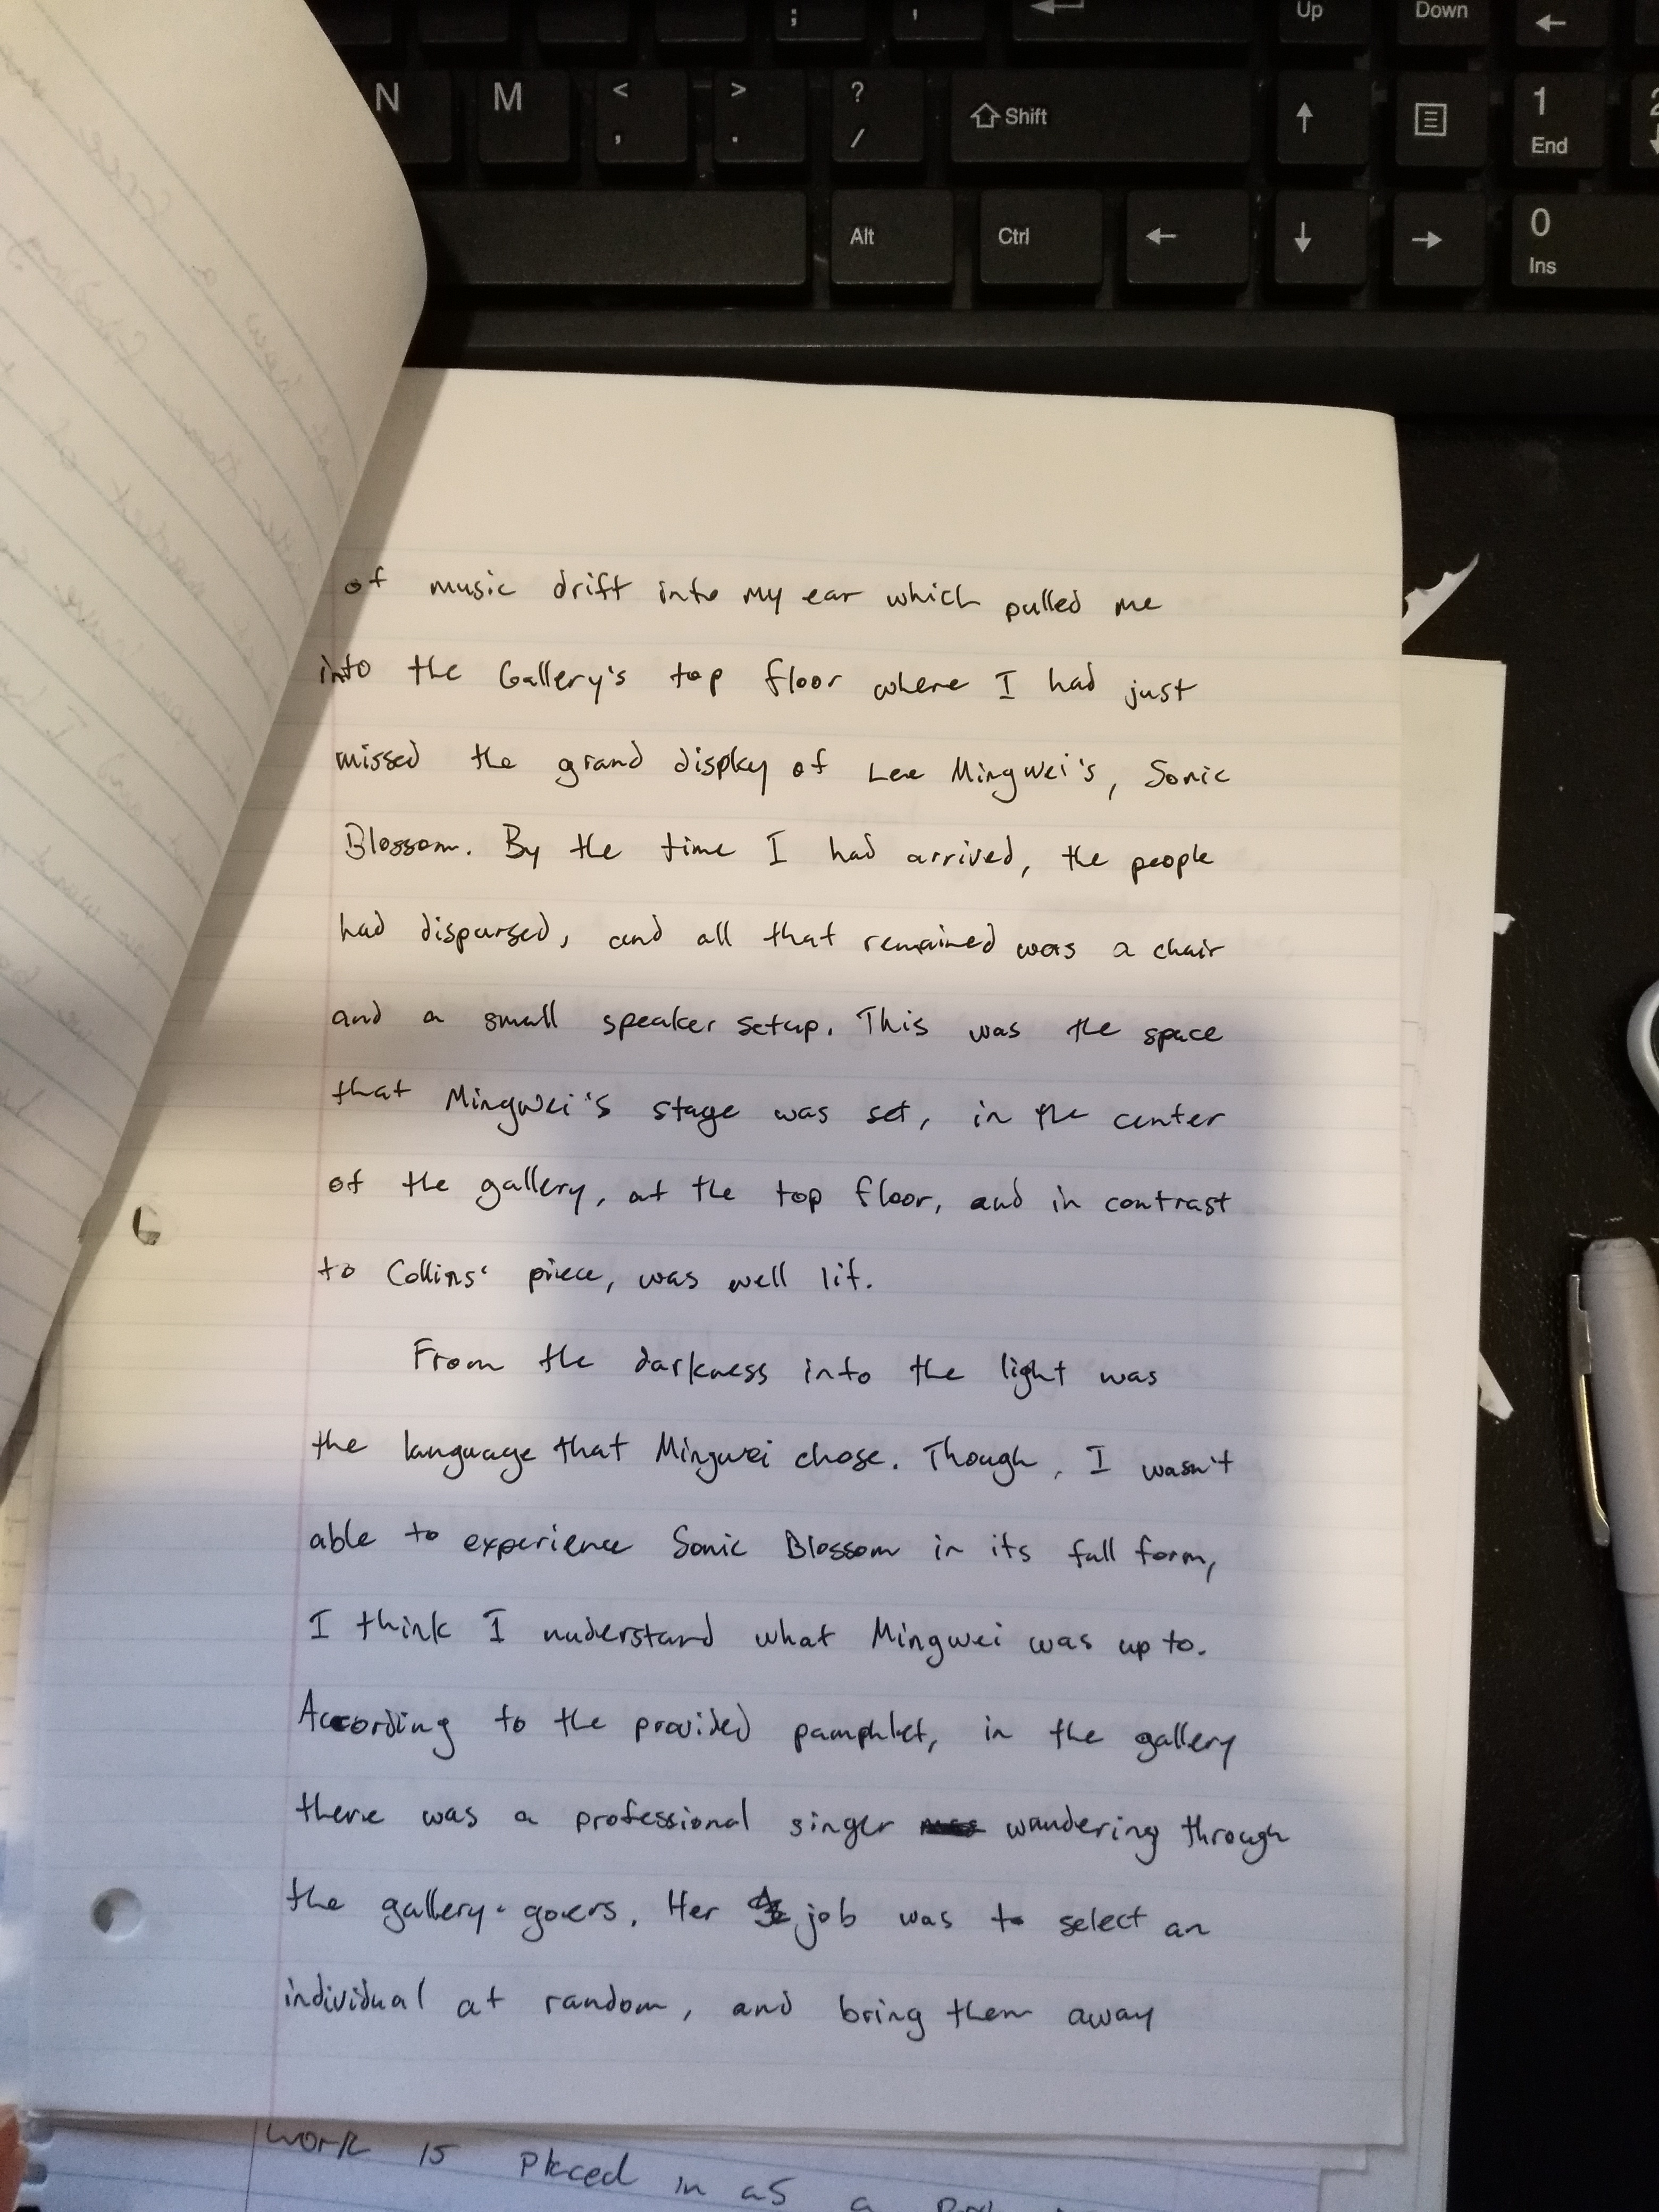 ; '
Up Down ←
N M < , > . ? / Shift ↑ 1 End 2
Alt Ctrl ← ↓ → 0 Ins
of music drift into my ear which pulled me
into the Gallery's top floor where I had just
missed the grand display of Lee Mingwei's, Sonic
Blossom. By the time I had arrived, the people
had dispursed, and all that remained was a chair
and a small speaker setup. This was the space
that Mingwei's stage was set, in the center
of the gallery, at the top floor, and in contrast
to Collins' piece, was well lit.
From the darkness into the light was
the language that Mingwei chose. Though, I wasn't
able to experience Sonic Blossom in its full form,
I think I understand what Mingwei was up to.
According to the provided pamphlet, in the gallery
there was a professional singer wandering through
the gallery-goers. Her job was to select an
individual at random, and bring them away
work is placed in as a